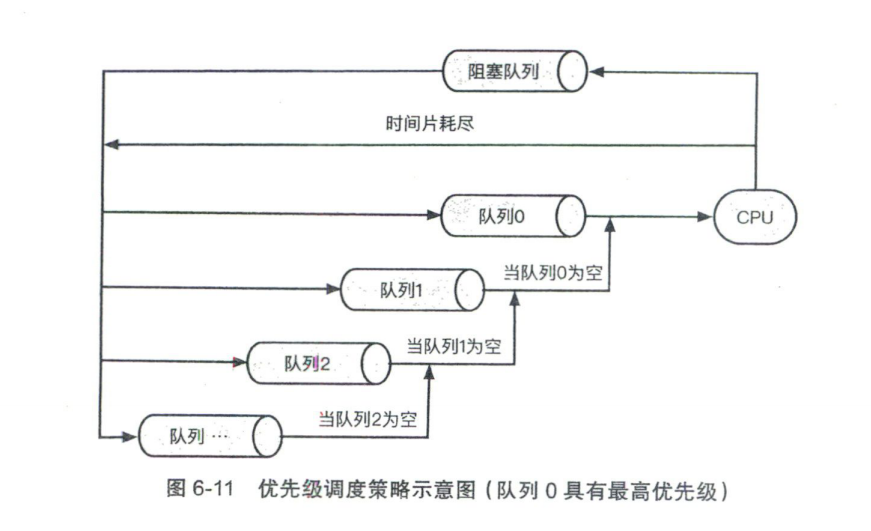 阻塞队列
时间片耗尽
队列0
CPU
当队列0为空
队列1
当队列1为空
队列2
当队列2为空
队列 …
图 6-11 优先级调度策略示意图（队列 0 具有最高优先级）